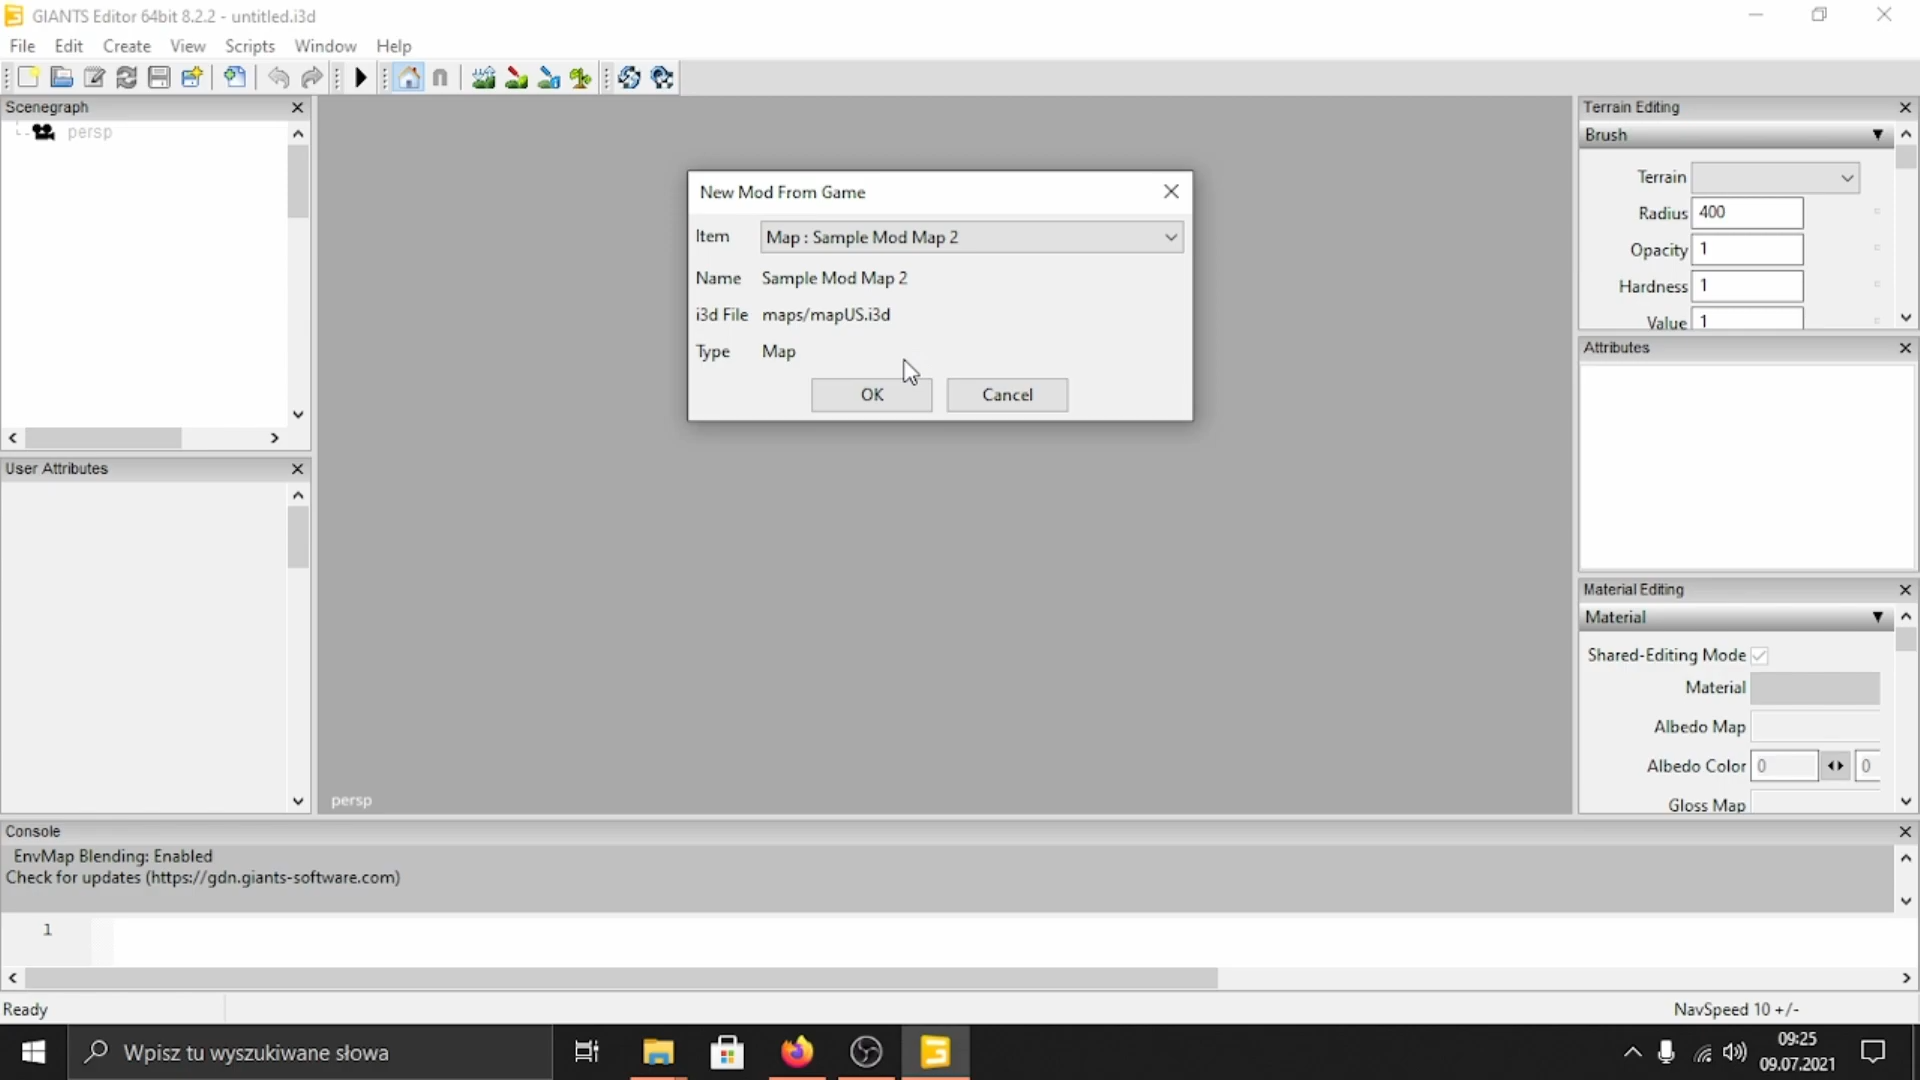 GIANTS Editor 64bit 8.2.2 - untitled.i3d
File Edit Create View Scripts Window Help
Scenegraph
persp
New Mod From Game
Item Map : Sample Mod Map 2
Name Sample Mod Map 2
i3d File maps/mapUS.i3d
Type Map
OK Cancel
Terrain Editing
Brush
Terrain
Radius 400
Opacity 1
Hardness 1
Value 1
Attributes
User Attributes
Material Editing
Material
Shared-Editing Mode
Material
Albedo Map
Albedo Color 0 0
Gloss Map
persp
Console
EnvMap Blending: Enabled
Check for updates (https://gdn.giants-software.com)
1
Ready
NavSpeed 10 +/-
Wpisz tu wyszukiwane słowa
09:25
09.07.2021